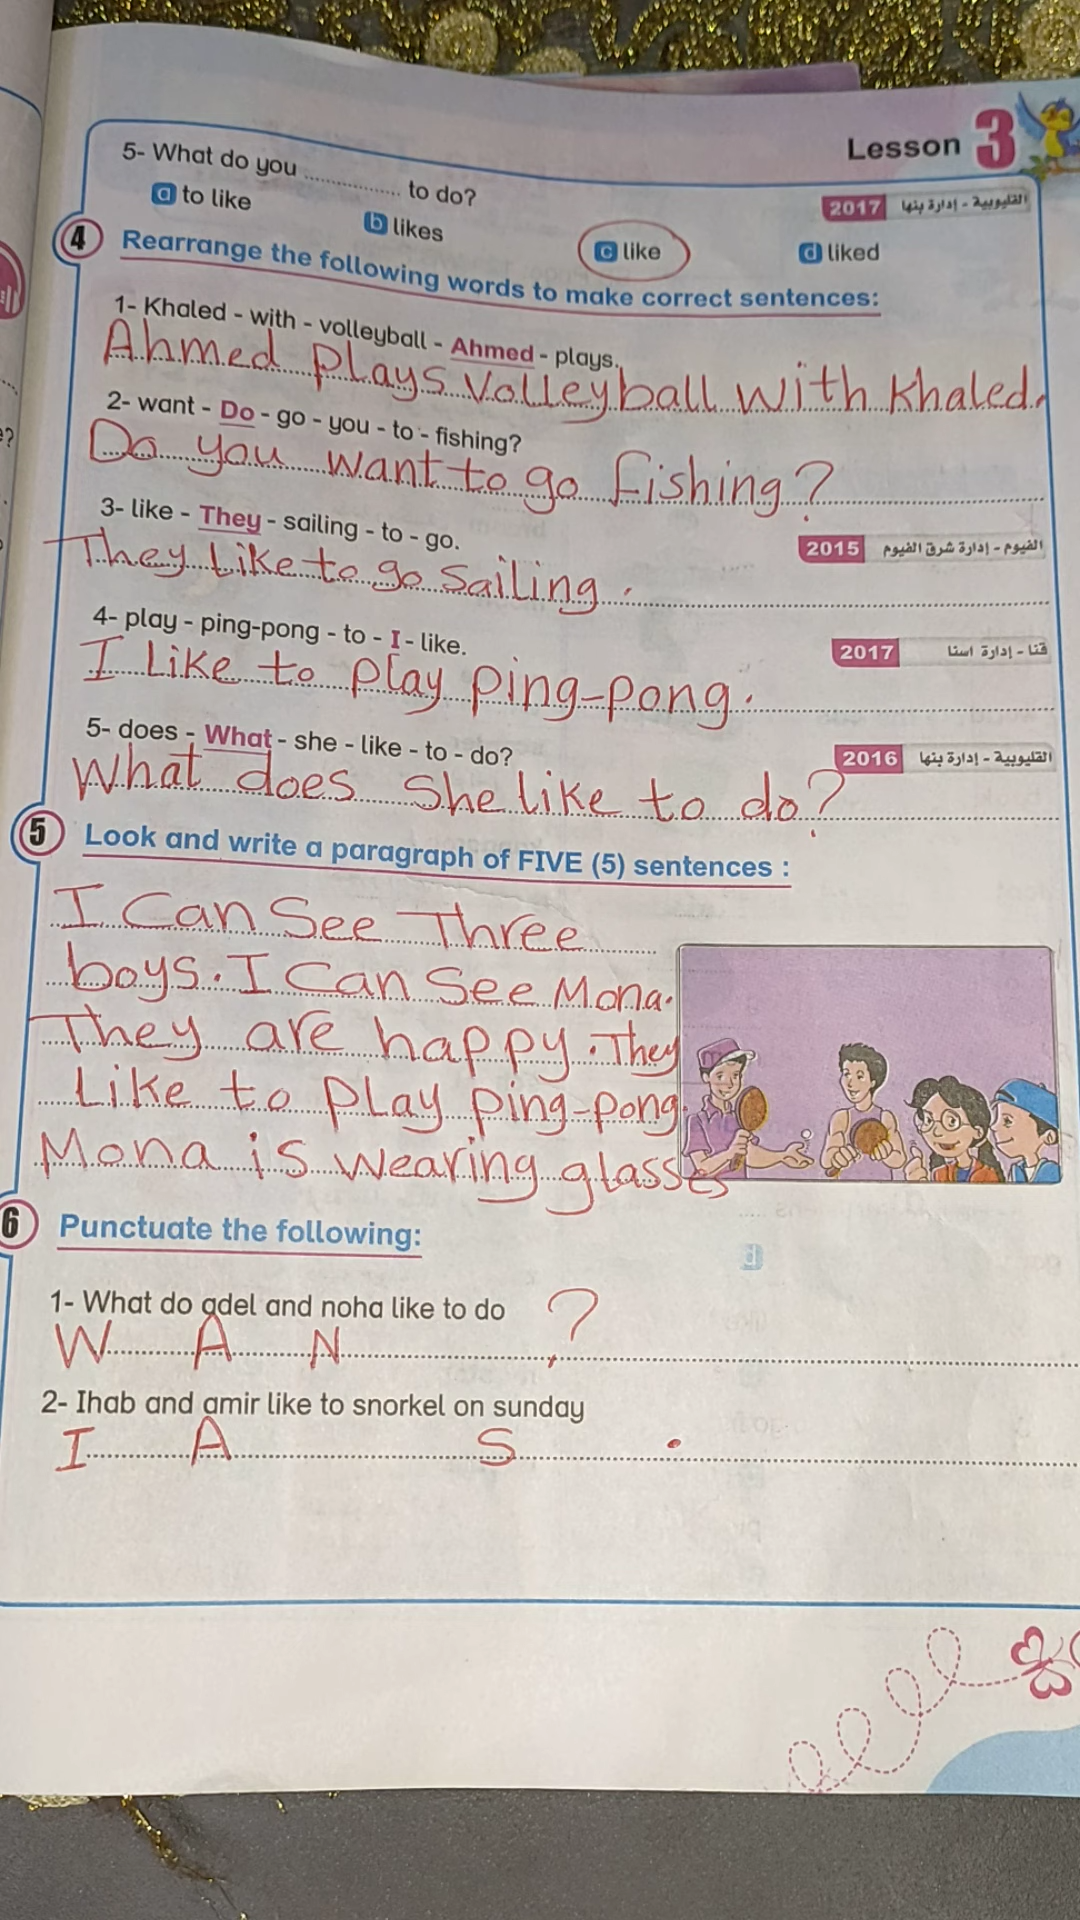 Lesson 3
5- What do you ............... to do?
2017 القليوبية - إدارة بنها
a to like b likes c like d liked
4 Rearrange the following words to make correct sentences:
1- Khaled - with - volleyball - Ahmed - plays.
Ahmed plays volleyball with Khaled.
2- want - Do - go - you - to - fishing?
Do you want to go fishing?
3- like - They - sailing - to - go.
2015 الفيوم - إدارة شرق الفيوم
They like to go sailing.
4- play - ping-pong - to - I - like.
2017 قنا - إدارة اسنا
I like to play ping-pong.
5- does - What - she - like - to - do?
2016 القليوبية - إدارة بنها
What does she like to do?
5 Look and write a paragraph of FIVE (5) sentences :
I can see three
boys. I can see Mona.
They are happy. They
like to play ping-pong.
Mona is wearing glasses
6 Punctuate the following:
1- What do adel and noha like to do
W A N ?
2- Ihab and amir like to snorkel on sunday
I A S .